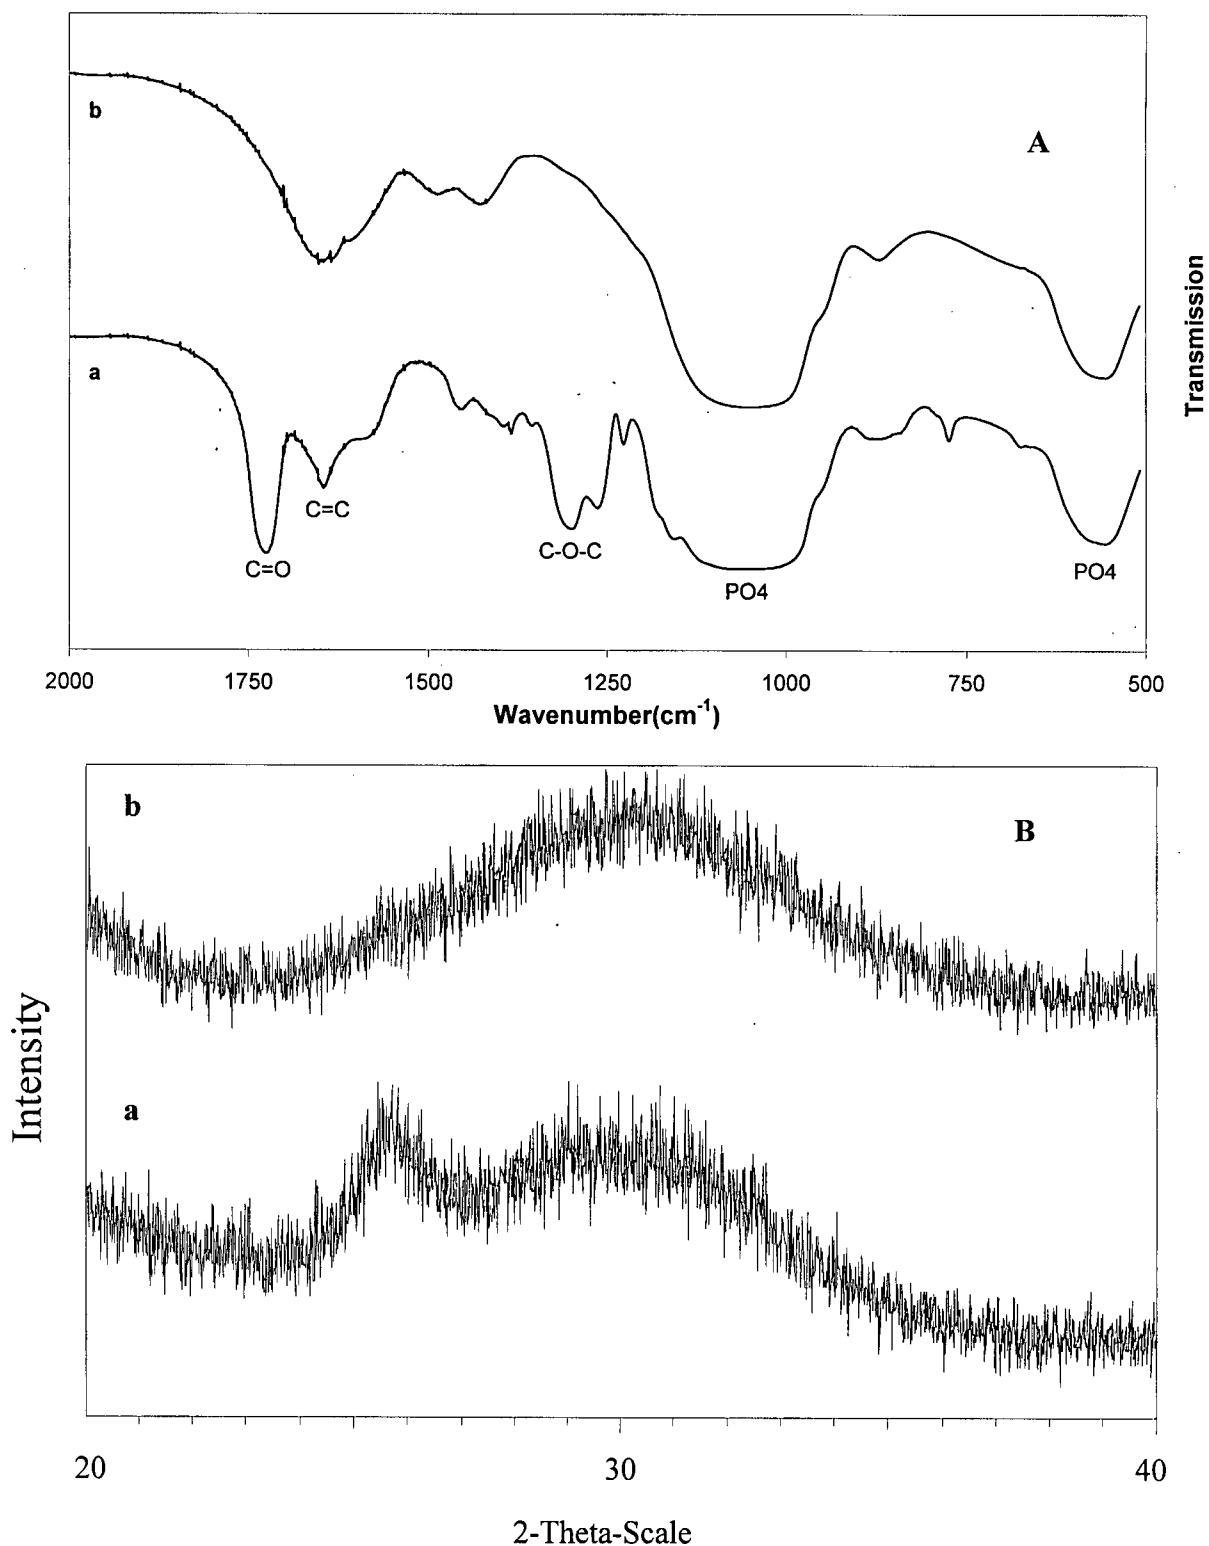 b
A
a
Transmission
C=C
C-O-C
C=O
PO4
PO4
2000 1750 1500 1250 1000 750 500
Wavenumber(cm-1)
b
B
Intensity
a
20 30 40
2-Theta-Scale